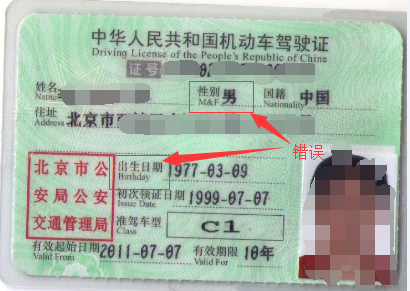 中华人民共和国机动车驾驶证
Driving License of the People's Republic of China
证号
姓名 性别 男 国籍 中国
Name M&F Nationality
住址
Address 北京市
错误
北京市公
安局公安
交通管理局
出生日期 1977-03-09
Birthday
初次领证日期 1999-07-07
Issue Date
准驾车型 C1
Class
有效起始日期 2011-07-07 有效期限 10年
Valid From Valid For